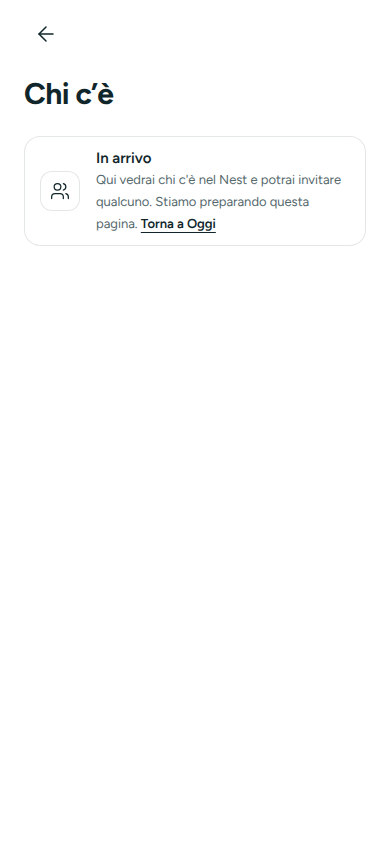 Chi c’è
In arrivo
Qui vedrai chi c'è nel Nest e potrai invitare
qualcuno. Stiamo preparando questa
pagina. Torna a Oggi